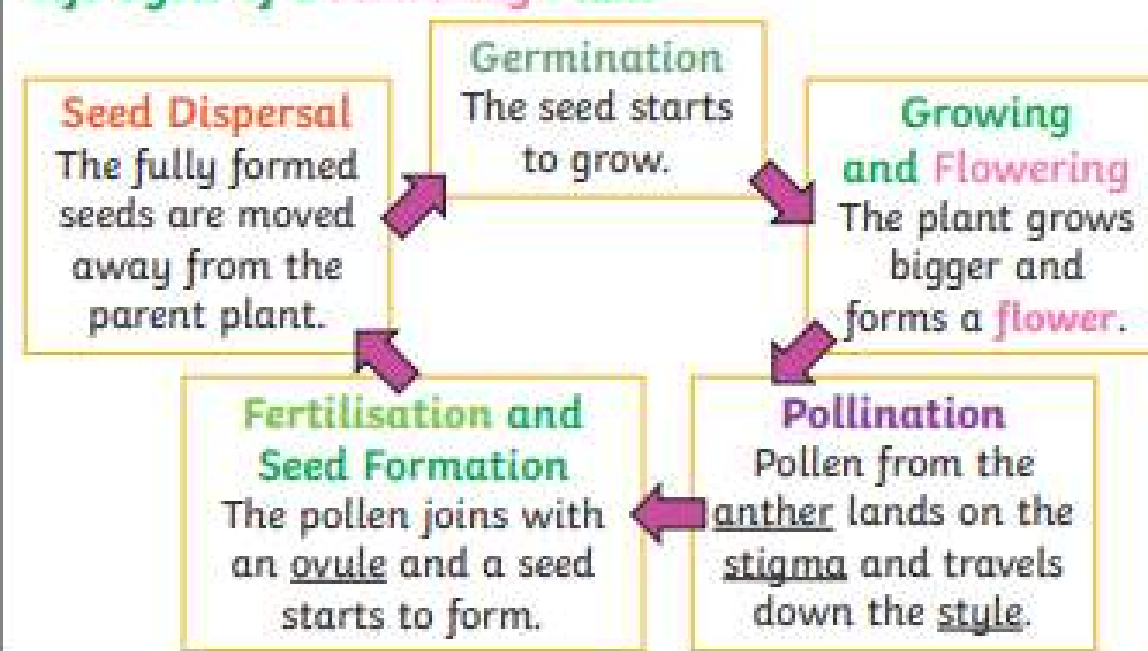 Germination
The seed starts
to grow.
Growing
and Flowering
The plant grows
bigger and
forms a flower.
Pollination
Pollen from the
anther lands on the
stigma and travels
down the style.
Fertilisation and
Seed Formation
The pollen joins with
an ovule and a seed
starts to form.
Seed Dispersal
The fully formed
seeds are moved
away from the
parent plant.